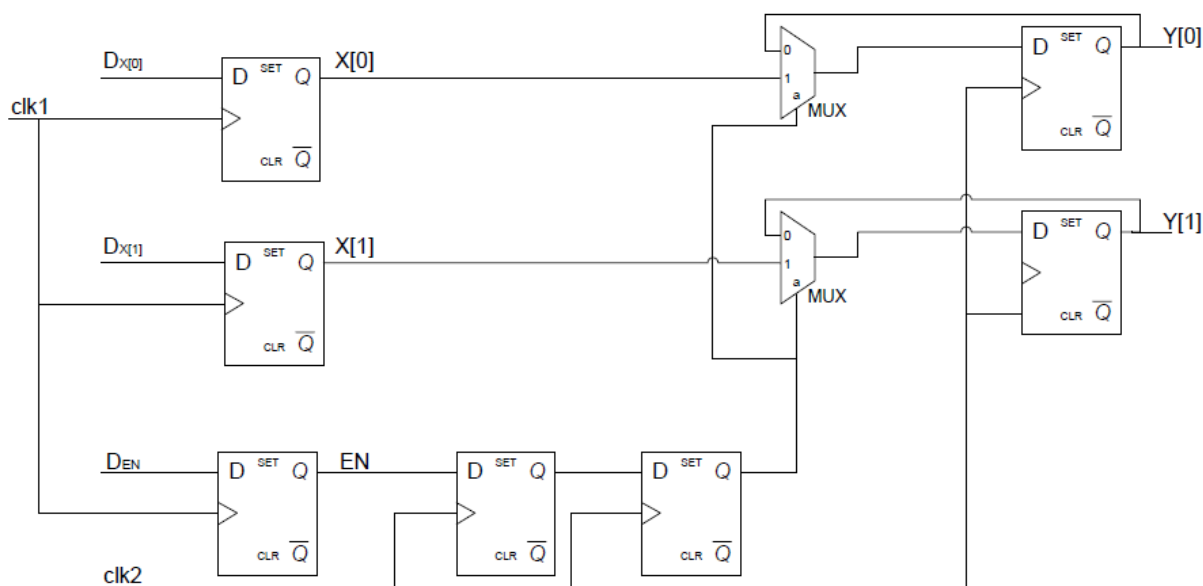 Y[0]
0
D SET Q
DX[0]
X[0]
D SET Q
1
a
clk1
MUX
CLR Q
CLR Q
Y[1]
0
D SET Q
DX[1]
X[1]
D SET Q
1
a
MUX
CLR Q
CLR Q
DEN
D SET Q
EN
D SET Q
D SET Q
CLR Q
CLR Q
CLR Q
clk2